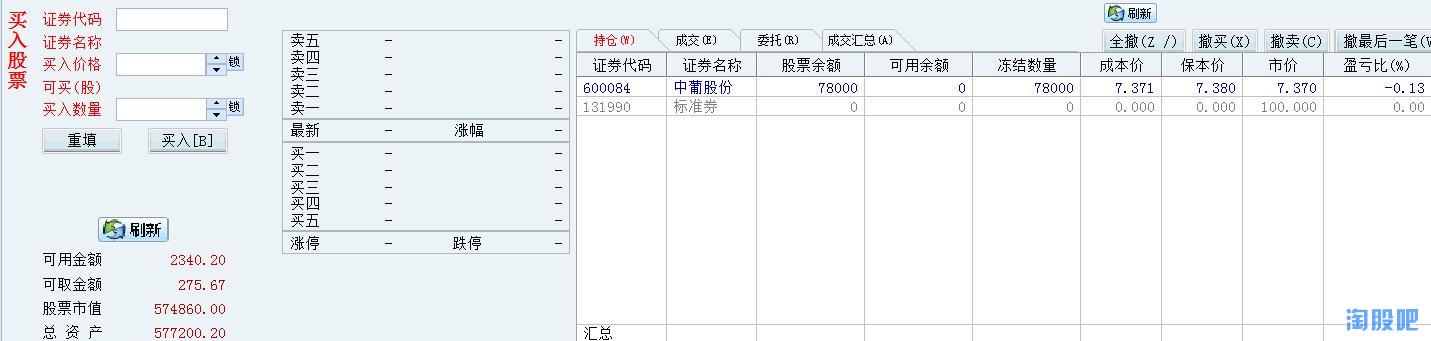 买入股票
证券代码
证券名称
买入价格 锁
可买(股)
买入数量 锁
重填 买入[B]
刷新
可用金额 2340.20
可取金额 275.67
股票市值 574860.00
总 资 产 577200.20
卖五 - -
卖四 - -
卖三 - -
卖二 - -
卖一 - -
最新 - 涨幅 -
买一 - -
买二 - -
买三 - -
买四 - -
买五 - -
涨停 - 跌停 -
刷新
持仓(W) 成交(E) 委托(R) 成交汇总(A) 全撤(Z /) 撤买(X) 撤卖(C) 撤最后一笔(W
证券代码 证券名称 股票余额 可用余额 冻结数量 成本价 保本价 市价 盈亏比(%)
600084 中葡股份 78000 0 78000 7.371 7.380 7.370 -0.13
131990 标准券 0 0 0 0.000 0.000 100.000 0.00
汇总
淘股吧